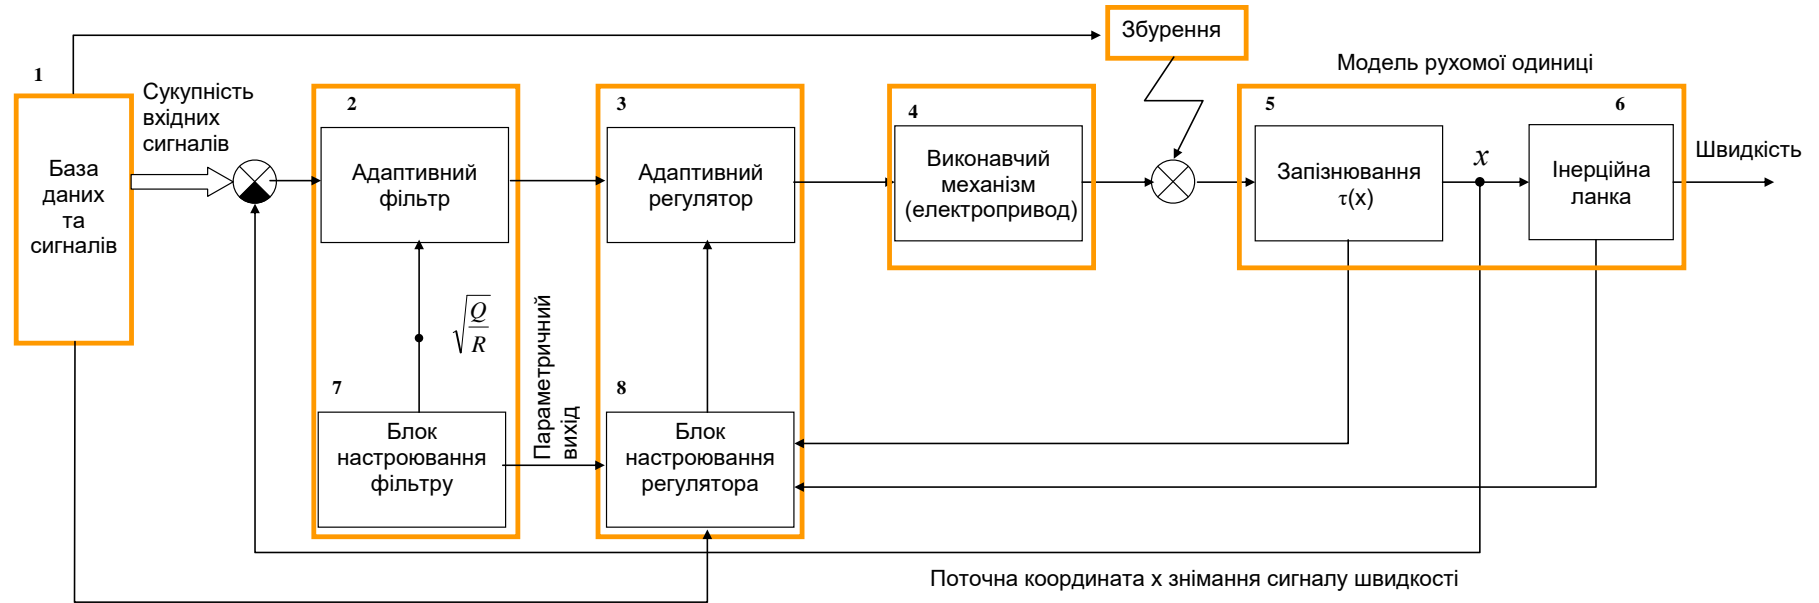 Збурення
Модель рухомої одиниці
1
Сукупність
вхідних
сигналів
2
3
4
5
6
База
даних
та
сигналів
Адаптивний
фільтр
Адаптивний
регулятор
Виконавчий
механізм
(електропривод)
Запізнювання
τ(x)
x
Інерційна
ланка
Швидкість
√Q/R
Параметричний
вихід
7
8
Блок
настроювання
фільтру
Блок
настроювання
регулятора
Поточна координата x знімання сигналу швидкості